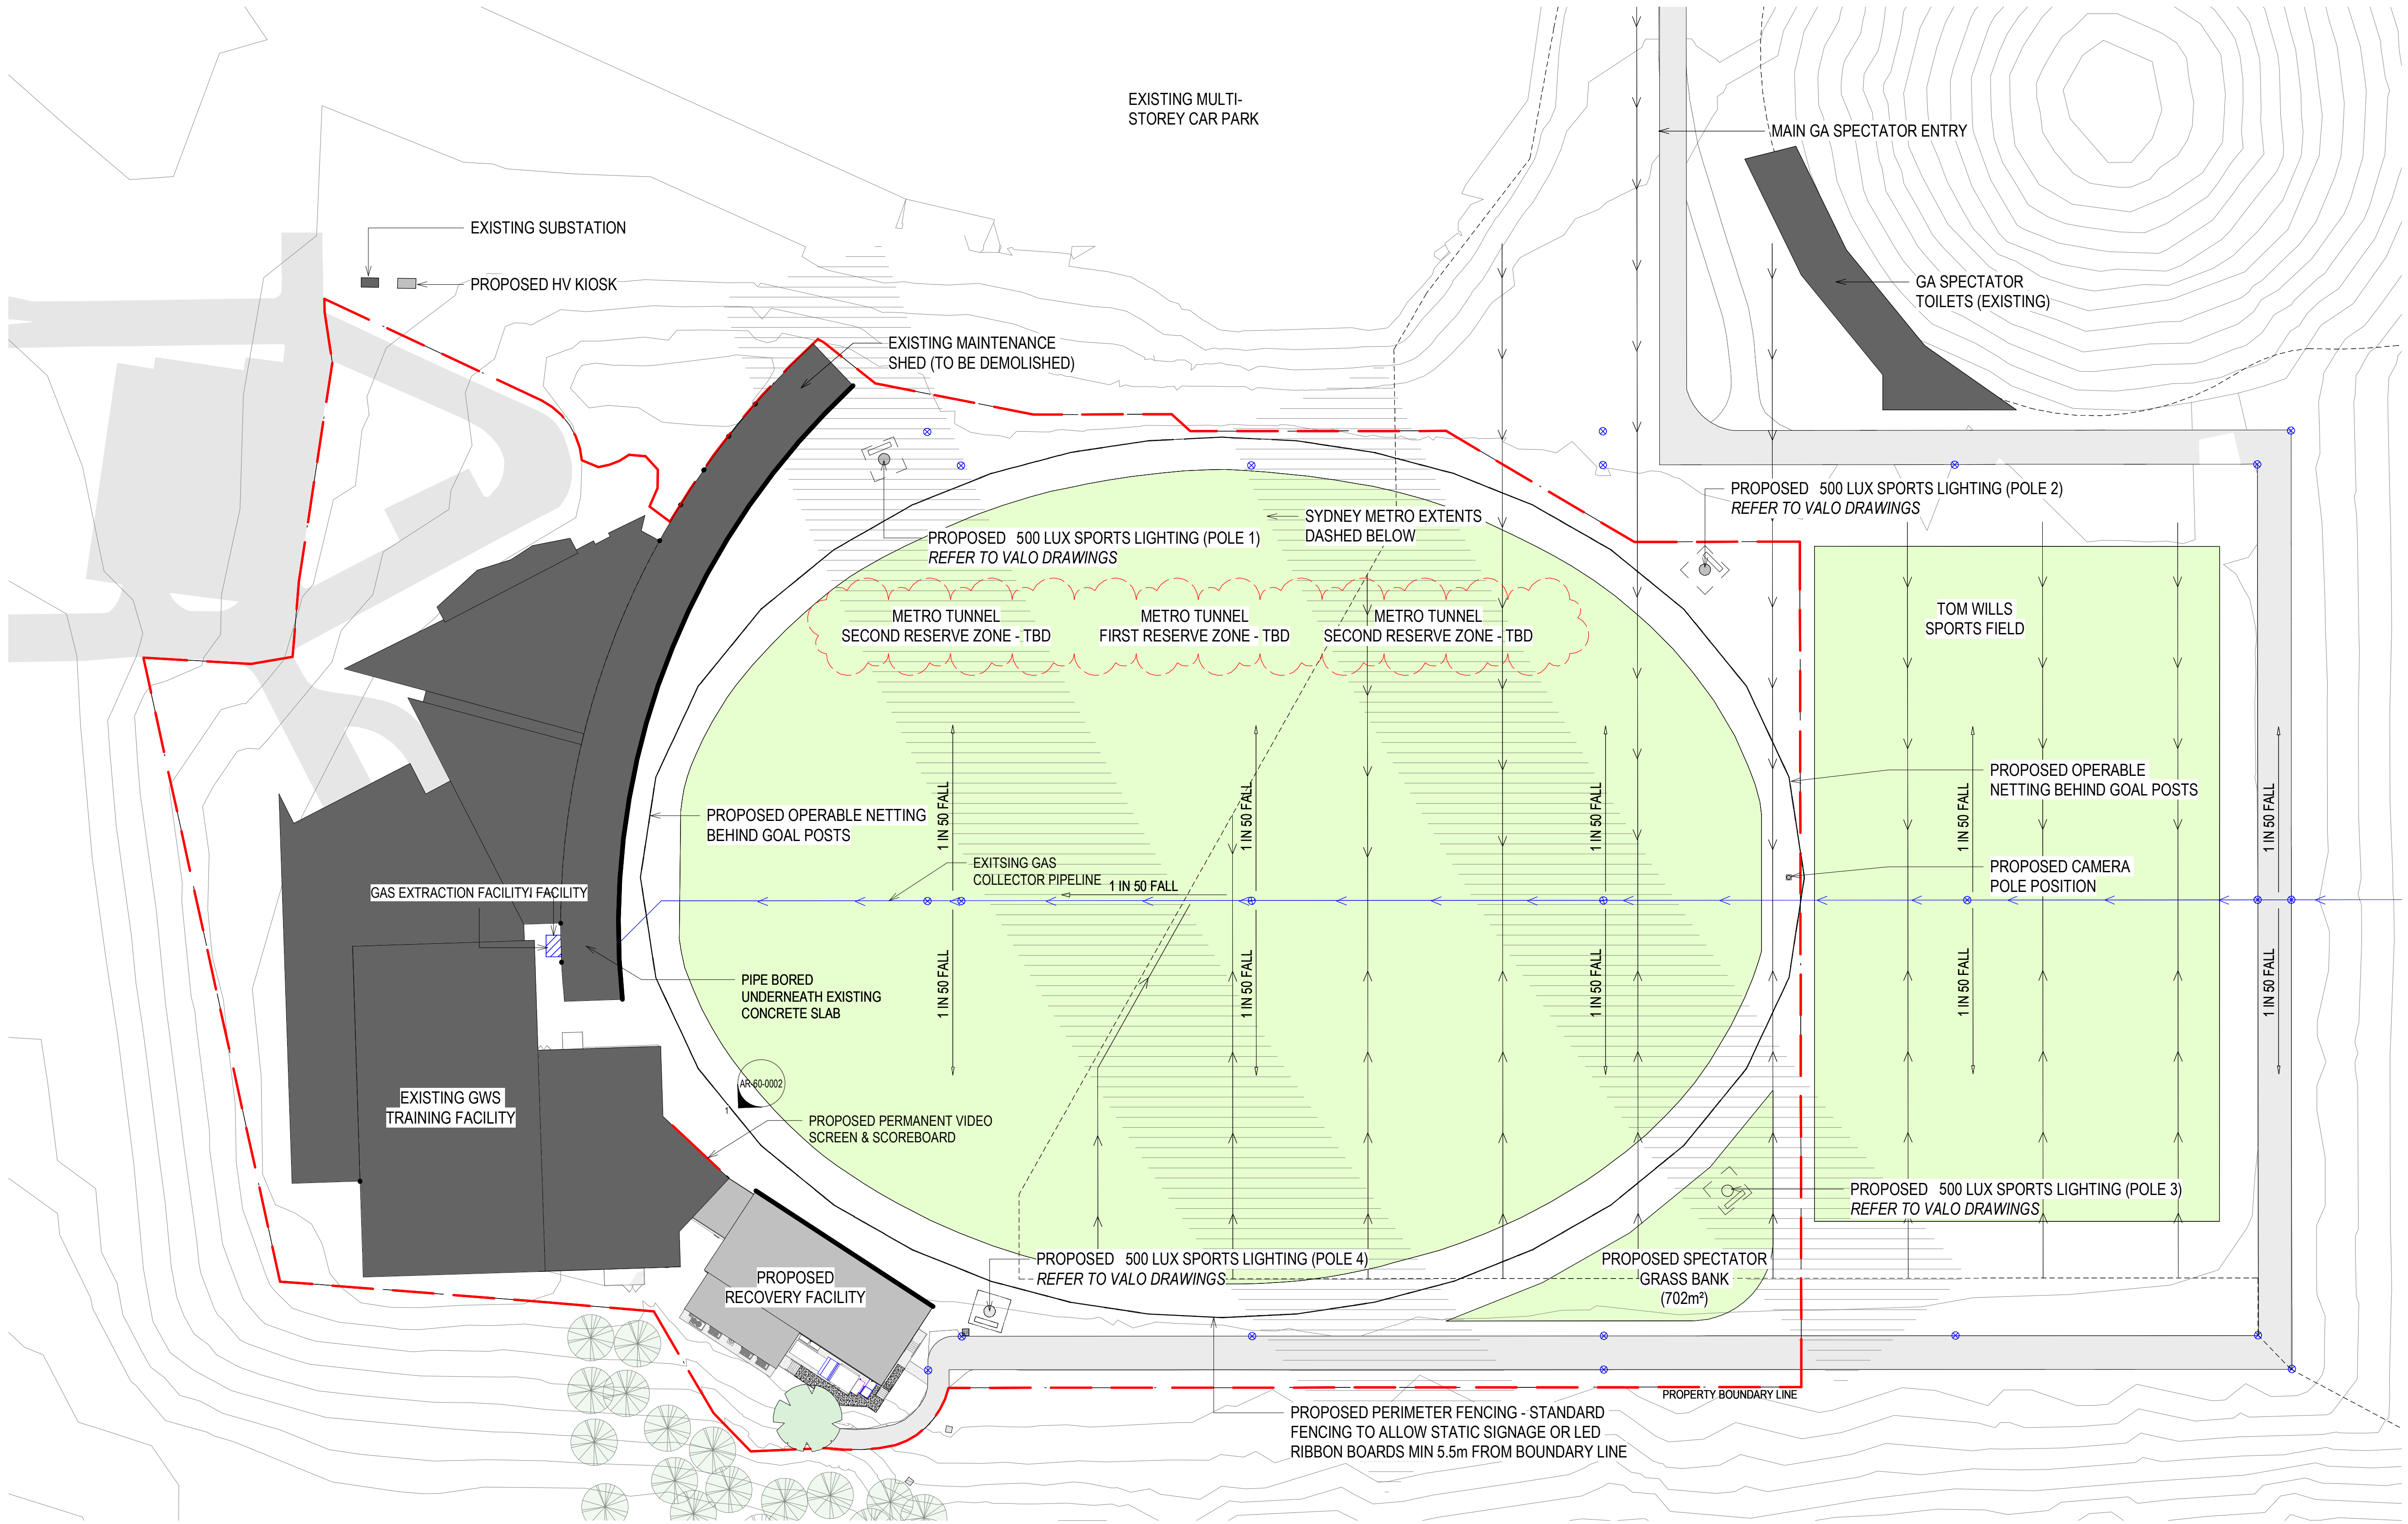 EXISTING MULTI-
STOREY CAR PARK
MAIN GA SPECTATOR ENTRY
EXISTING SUBSTATION
PROPOSED HV KIOSK
GA SPECTATOR
TOILETS (EXISTING)
EXISTING MAINTENANCE
SHED (TO BE DEMOLISHED)
PROPOSED 500 LUX SPORTS LIGHTING (POLE 2)
REFER TO VALO DRAWINGS
SYDNEY METRO EXTENTS
DASHED BELOW
PROPOSED 500 LUX SPORTS LIGHTING (POLE 1)
REFER TO VALO DRAWINGS
METRO TUNNEL
SECOND RESERVE ZONE - TBD
METRO TUNNEL
FIRST RESERVE ZONE - TBD
METRO TUNNEL
SECOND RESERVE ZONE - TBD
TOM WILLS
SPORTS FIELD
PROPOSED OPERABLE
NETTING BEHIND GOAL POSTS
PROPOSED OPERABLE NETTING
BEHIND GOAL POSTS
1 IN 50 FALL
1 IN 50 FALL
1 IN 50 FALL
1 IN 50 FALL
1 IN 50 FALL
EXITSING GAS
COLLECTOR PIPELINE
1 IN 50 FALL
PROPOSED CAMERA
POLE POSITION
GAS EXTRACTION FACILITYI FACILITY
PIPE BORED
UNDERNEATH EXISTING
CONCRETE SLAB
1 IN 50 FALL
1 IN 50 FALL
1 IN 50 FALL
1 IN 50 FALL
1 IN 50 FALL
AR-60-0002
1
EXISTING GWS
TRAINING FACILITY
PROPOSED PERMANENT VIDEO
SCREEN & SCOREBOARD
PROPOSED 500 LUX SPORTS LIGHTING (POLE 3)
REFER TO VALO DRAWINGS
PROPOSED 500 LUX SPORTS LIGHTING (POLE 4)
REFER TO VALO DRAWINGS
PROPOSED SPECTATOR
GRASS BANK
(702m²)
PROPOSED
RECOVERY FACILITY
PROPERTY BOUNDARY LINE
PROPOSED PERIMETER FENCING - STANDARD
FENCING TO ALLOW STATIC SIGNAGE OR LED
RIBBON BOARDS MIN 5.5m FROM BOUNDARY LINE